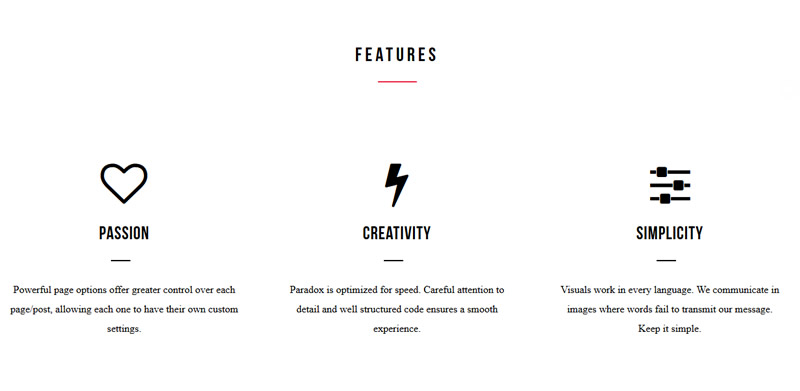 FEATURES
PASSION
Powerful page options offer greater control over each
page/post, allowing each one to have their own custom
settings.
CREATIVITY
Paradox is optimized for speed. Careful attention to
detail and well structured code ensures a smooth
experience.
SIMPLICITY
Visuals work in every language. We communicate in
images where words fail to transmit our message.
Keep it simple.